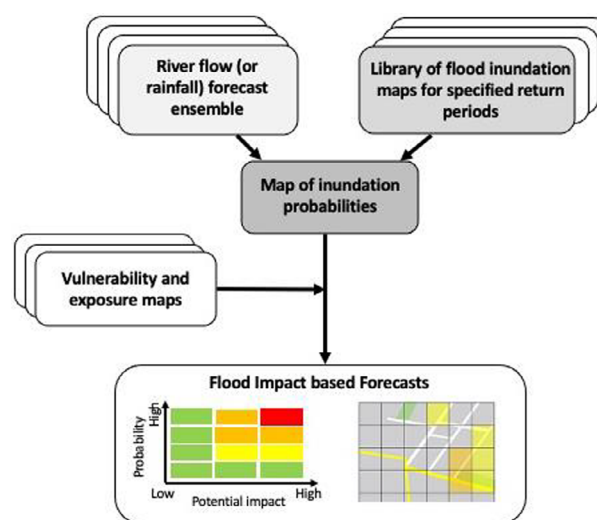 River flow (or
rainfall) forecast
ensemble
Library of flood inundation
maps for specified return
periods
Map of inundation
probabilities
Vulnerability and
exposure maps
Flood Impact based Forecasts
High
Probability
Low
High
Potential impact